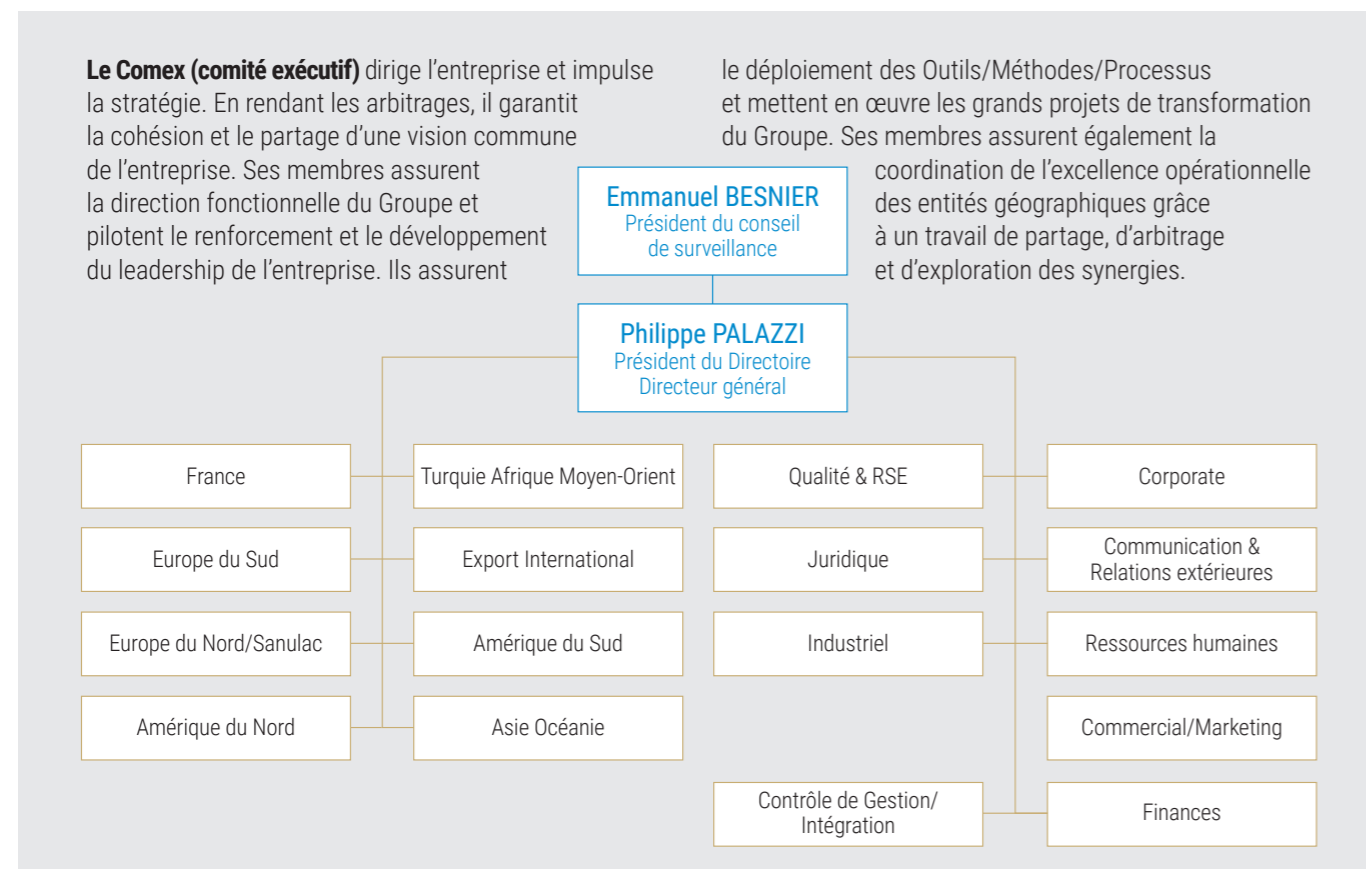 Le Comex (comité exécutif) dirige l’entreprise et impulse
la stratégie. En rendant les arbitrages, il garantit
la cohésion et le partage d’une vision commune
de l’entreprise. Ses membres assurent
la direction fonctionnelle du Groupe et
pilotent le renforcement et le développement
du leadership de l’entreprise. Ils assurent
le déploiement des Outils/Méthodes/Processus
et mettent en œuvre les grands projets de transformation
du Groupe. Ses membres assurent également la
coordination de l’excellence opérationnelle
des entités géographiques grâce
à un travail de partage, d’arbitrage
et d’exploration des synergies.
Emmanuel BESNIER
Président du conseil
de surveillance
Philippe PALAZZI
Président du Directoire
Directeur général
France
Turquie Afrique Moyen-Orient
Qualité & RSE
Corporate
Europe du Sud
Export International
Juridique
Communication &
Relations extérieures
Europe du Nord/Sanulac
Amérique du Sud
Industriel
Ressources humaines
Amérique du Nord
Asie Océanie
Commercial/Marketing
Contrôle de Gestion/
Intégration
Finances